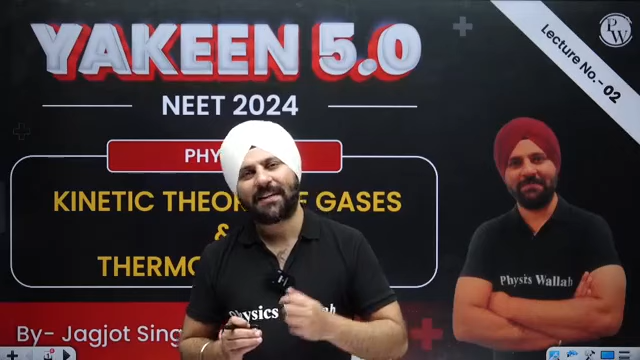 YAKEEN 5.0
PW
Lecture No.- 02
NEET 2024
PHY
KINETIC THEOR F GASES
&
THERMO
Physics Wallah
Physics Wallah
By- Jagjot Sing